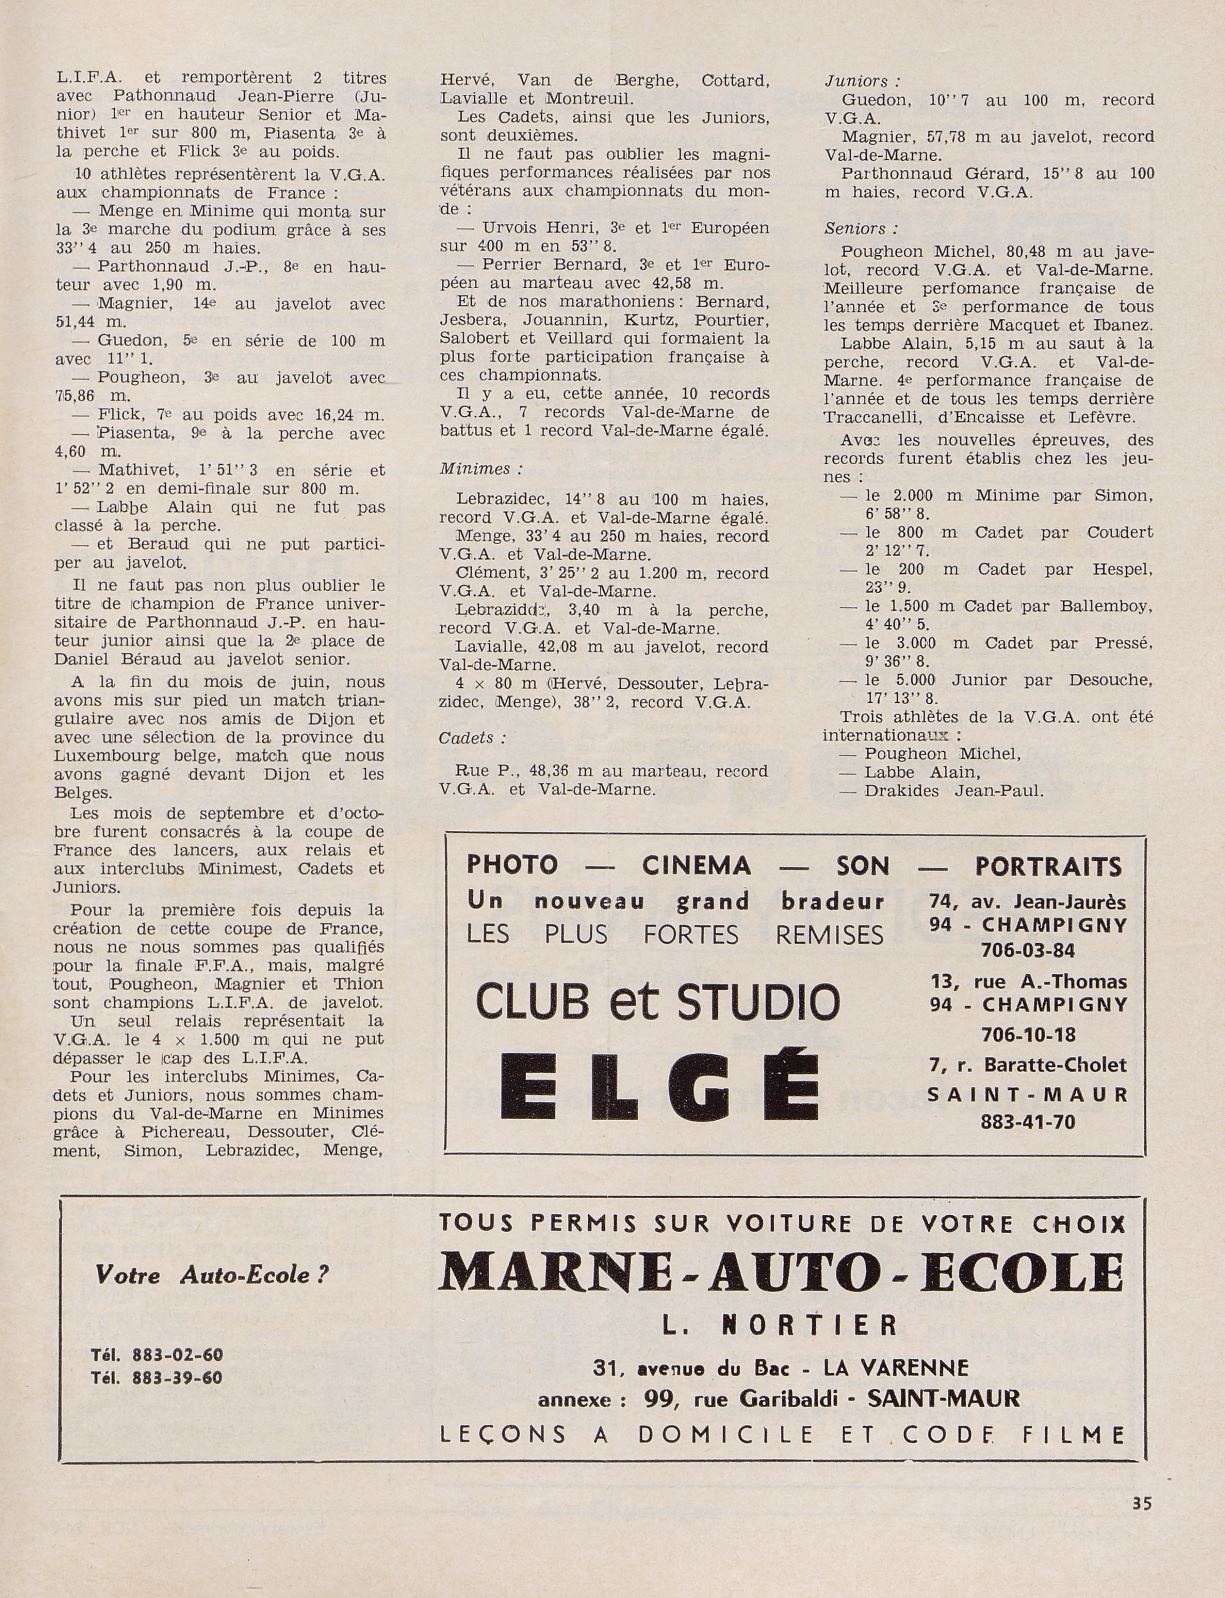 L.I.F.A. et remportèrent 2 titres
avec Pathonnaud Jean-Pierre (Ju-
nior) 1er en hauteur Senior et Ma-
thivet 1er sur 800 m, Piasenta 3e à
la perche et Flick 3e au poids.
10 athlètes représentèrent la V.G.A.
aux championnats de France :
— Menge en Minime qui monta sur
la 3e marche du podium grâce à ses
33'' 4 au 250 m haies.
— Parthonnaud J.-P., 8e en hau-
teur avec 1,90 m.
— Magnier, 14e au javelot avec
51,44 m.
— Guedon, 5e en série de 100 m
avec 11'' 1.
— Pougheon, 3e au javelot avec
75,86 m.
— Flick, 7e au poids avec 16,24 m.
— Piasenta, 9e à la perche avec
4,60 m.
— Mathivet, 1' 51'' 3 en série et
1' 52'' 2 en demi-finale sur 800 m.
— Labbe Alain qui ne fut pas
classé à la perche.
— et Beraud qui ne put partici-
per au javelot.
Il ne faut pas non plus oublier le
titre de champion de France univer-
sitaire de Parthonnaud J.-P. en hau-
teur junior ainsi que la 2e place de
Daniel Béraud au javelot senior.
A la fin du mois de juin, nous
avons mis sur pied un match trian-
gulaire avec nos amis de Dijon et
avec une sélection de la province du
Luxembourg belge, match que nous
avons gagné devant Dijon et les
Belges.
Les mois de septembre et d'octo-
bre furent consacrés à la coupe de
France des lancers, aux relais et
aux interclubs Minimest, Cadets et
Juniors.
Pour la première fois depuis la
création de cette coupe de France,
nous ne nous sommes pas qualifiés
pour la finale F.F.A., mais, malgré
tout, Pougheon, Magnier et Thion
sont champions L.I.F.A. de javelot.
Un seul relais représentait la
V.G.A. le 4 x 1.500 m qui ne put
dépasser le cap des L.I.F.A.
Pour les interclubs Minimes, Ca-
dets et Juniors, nous sommes cham-
pions du Val-de-Marne en Minimes
grâce à Pichereau, Dessouter, Clé-
ment, Simon, Lebrazidec, Menge,
Hervé, Van de Berghe, Cottard,
Lavialle et Montreuil.
Les Cadets, ainsi que les Juniors,
sont deuxièmes.
Il ne faut pas oublier les magni-
fiques performances réalisées par nos
vétérans aux championnats du mon-
de :
— Urvois Henri, 3e et 1er Européen
sur 400 m en 53'' 8.
— Perrier Bernard, 3e et 1er Euro-
péen au marteau avec 42,58 m.
Et de nos marathoniens : Bernard,
Jesbera, Jouannin, Kurtz, Pourtier,
Salobert et Veillard qui formaient la
plus forte participation française à
ces championnats.
Il y a eu, cette année, 10 records
V.G.A., 7 records Val-de-Marne de
battus et 1 record Val-de-Marne égalé.
Minimes :
Lebrazidec, 14'' 8 au 100 m haies,
record V.G.A. et Val-de-Marne égalé.
Menge, 33' 4 au 250 m haies, record
V.G.A. et Val-de-Marne.
Clément, 3' 25'' 2 au 1.200 m, record
V.G.A. et Val-de-Marne.
3,40 m à la perche,
record V.G.A. et Val-de-Marne.
Lavialle, 42,08 m au javelot, record
Val-de-Marne.
4 x 80 m (Hervé, Dessouter, Lebra-
zidec, Menge), 38'' 2, record V.G.A.
Cadets :
Rue P., 48,36 m au marteau, record
V.G.A. et Val-de-Marne.
Juniors :
Guedon, 10'' 7 au 100 m, record
V.G.A.
Magnier, 57,78 m au javelot, record
Val-de-Marne.
Parthonnaud Gérard, 15'' 8 au 100
m haies, record V.G.A.
Seniors :
Pougheon Michel, 80,48 m au jave-
lot, record V.G.A. et Val-de-Marne.
Meilleure perfomance française de
l'année et 3e performance de tous
les temps derrière Macquet et Ibanez.
Labbe Alain, 5,15 m au saut à la
perche, record V.G.A. et Val-de-
Marne. 4e performance française de
l'année et de tous les temps derrière
Traccanelli, d'Encaisse et Lefèvre.
Avec les nouvelles épreuves, des
records furent établis chez les jeu-
nes :
— le 2.000 m Minime par Simon,
6' 58'' 8.
— le 800 m Cadet par Coudert
2' 12'' 7.
— le 200 m Cadet par Hespel,
23'' 9.
— le 1.500 m Cadet par Ballemboy,
4' 40'' 5.
— le 3.000 m Cadet par Pressé,
9' 36'' 8.
— le 5.000 Junior par Desouche,
17' 13'' 8.
Trois athlètes de la V.G.A. ont été
internationaux :
— Pougheon Michel,
— Labbe Alain,
— Drakides Jean-Paul.
PHOTO — CINEMA — SON — PORTRAITS
Un nouveau grand bradeur
LES PLUS FORTES REMISES
CLUB et STUDIO
ELGÉ
74, av. Jean-Jaurès
94 - CHAMPIGNY
706-03-84
13, rue A.-Thomas
94 - CHAMPIGNY
706-10-18
7, r. Baratte-Cholet
SAINT-MAUR
883-41-70
Votre Auto-Ecole ?
Tél. 883-02-60
Tél. 883-39-60
TOUS PERMIS SUR VOITURE DE VOTRE CHOIX
MARNE-AUTO-ECOLE
L. NORTIER
31, avenue du Bac - LA VARENNE
annexe : 99, rue Garibaldi - SAINT-MAUR
LEÇONS A DOMICILE ET CODE FILME
35